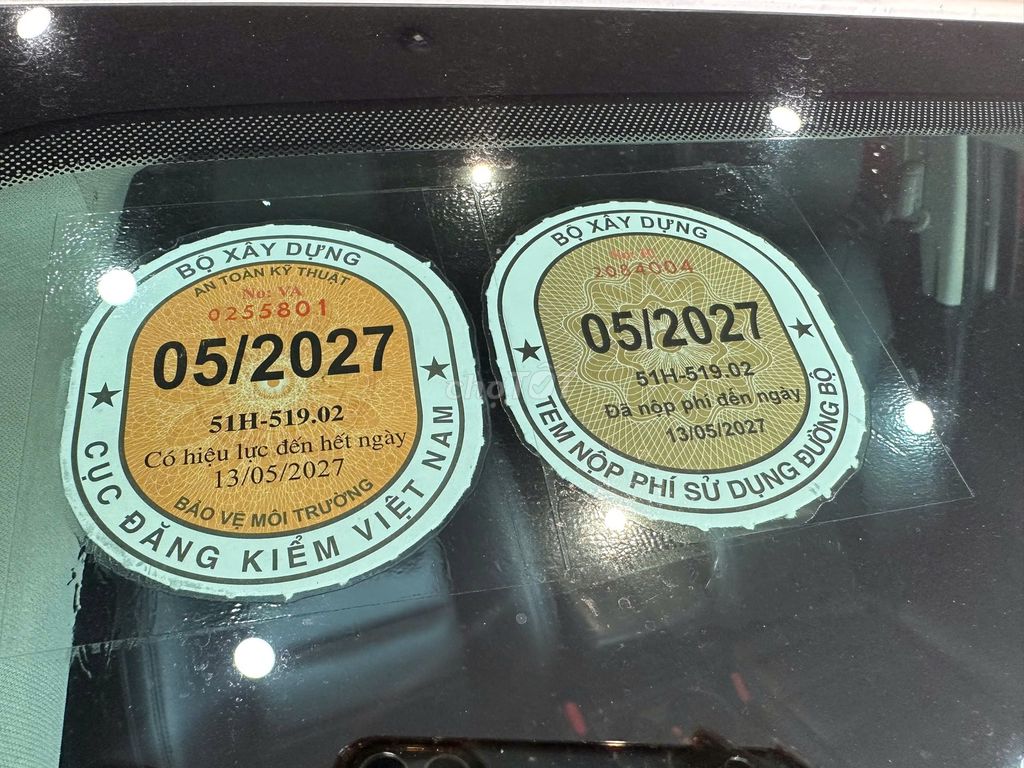 BỘ XÂY DỰNG
AN TOÀN KỸ THUẬT
No: VA
0255801
05/2027
51H-519.02
Có hiệu lực đến hết ngày
13/05/2027
BẢO VỆ MÔI TRƯỜNG
CỤC ĐĂNG KIỂM VIỆT NAM
BỘ XÂY DỰNG
2084004
05/2027
51H-519.02
Đã nộp phí đến ngày
13/05/2027
TEM NỘP PHÍ SỬ DỤNG ĐƯỜNG BỘ
chợTỐT